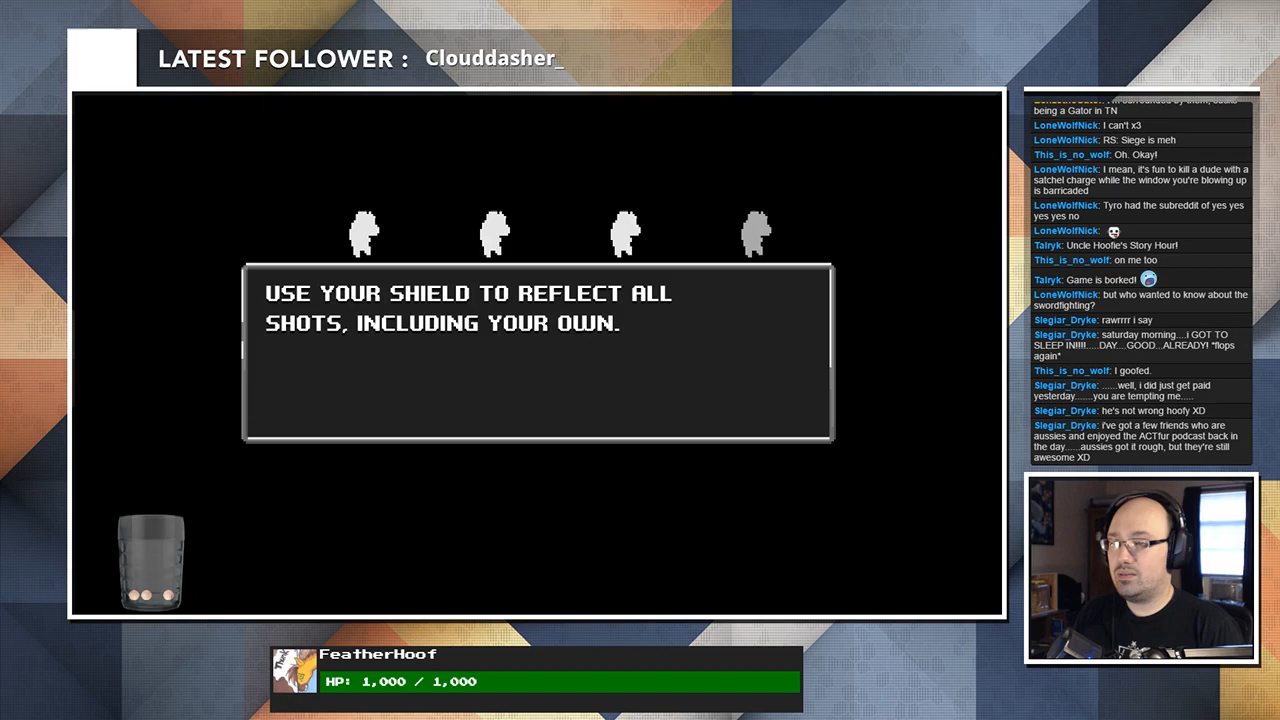 LATEST FOLLOWER : Clouddasher_
being a Gator in TN
LoneWolfNick: I can't x3
LoneWolfNick: RS: Siege is meh
This_is_no_wolf: Oh. Okay!
LoneWolfNick: I mean, it's fun to kill a dude with a
satchel charge while the window you're blowing up
is barricaded
LoneWolfNick: Tyro had the subreddit of yes yes
yes yes no
LoneWolfNick:
Talryk: Uncle Hoofie's Story Hour!
This_is_no_wolf: on me too
Talryk: Game is borked!
LoneWolfNick: but who wanted to know about the
swordfighting?
Slegiar_Dryke: rawrrrr i say
Slegiar_Dryke: saturday morning....i GOT TO
SLEEP IN!!!!.....DAY....GOOD...ALREADY! *flops
again*
This_is_no_wolf: I goofed.
Slegiar_Dryke: ......well, i did just get paid
yesterday.......you are tempting me.....
Slegiar_Dryke: he's not wrong hoofy XD
Slegiar_Dryke: i've got a few friends who are
aussies and enjoyed the ACTfur podcast back in
the day......aussies got it rough, but they're still
awesome XD
USE YOUR SHIELD TO REFLECT ALL
SHOTS, INCLUDING YOUR OWN.
FeatherHoof
HP: 1,000 / 1,000